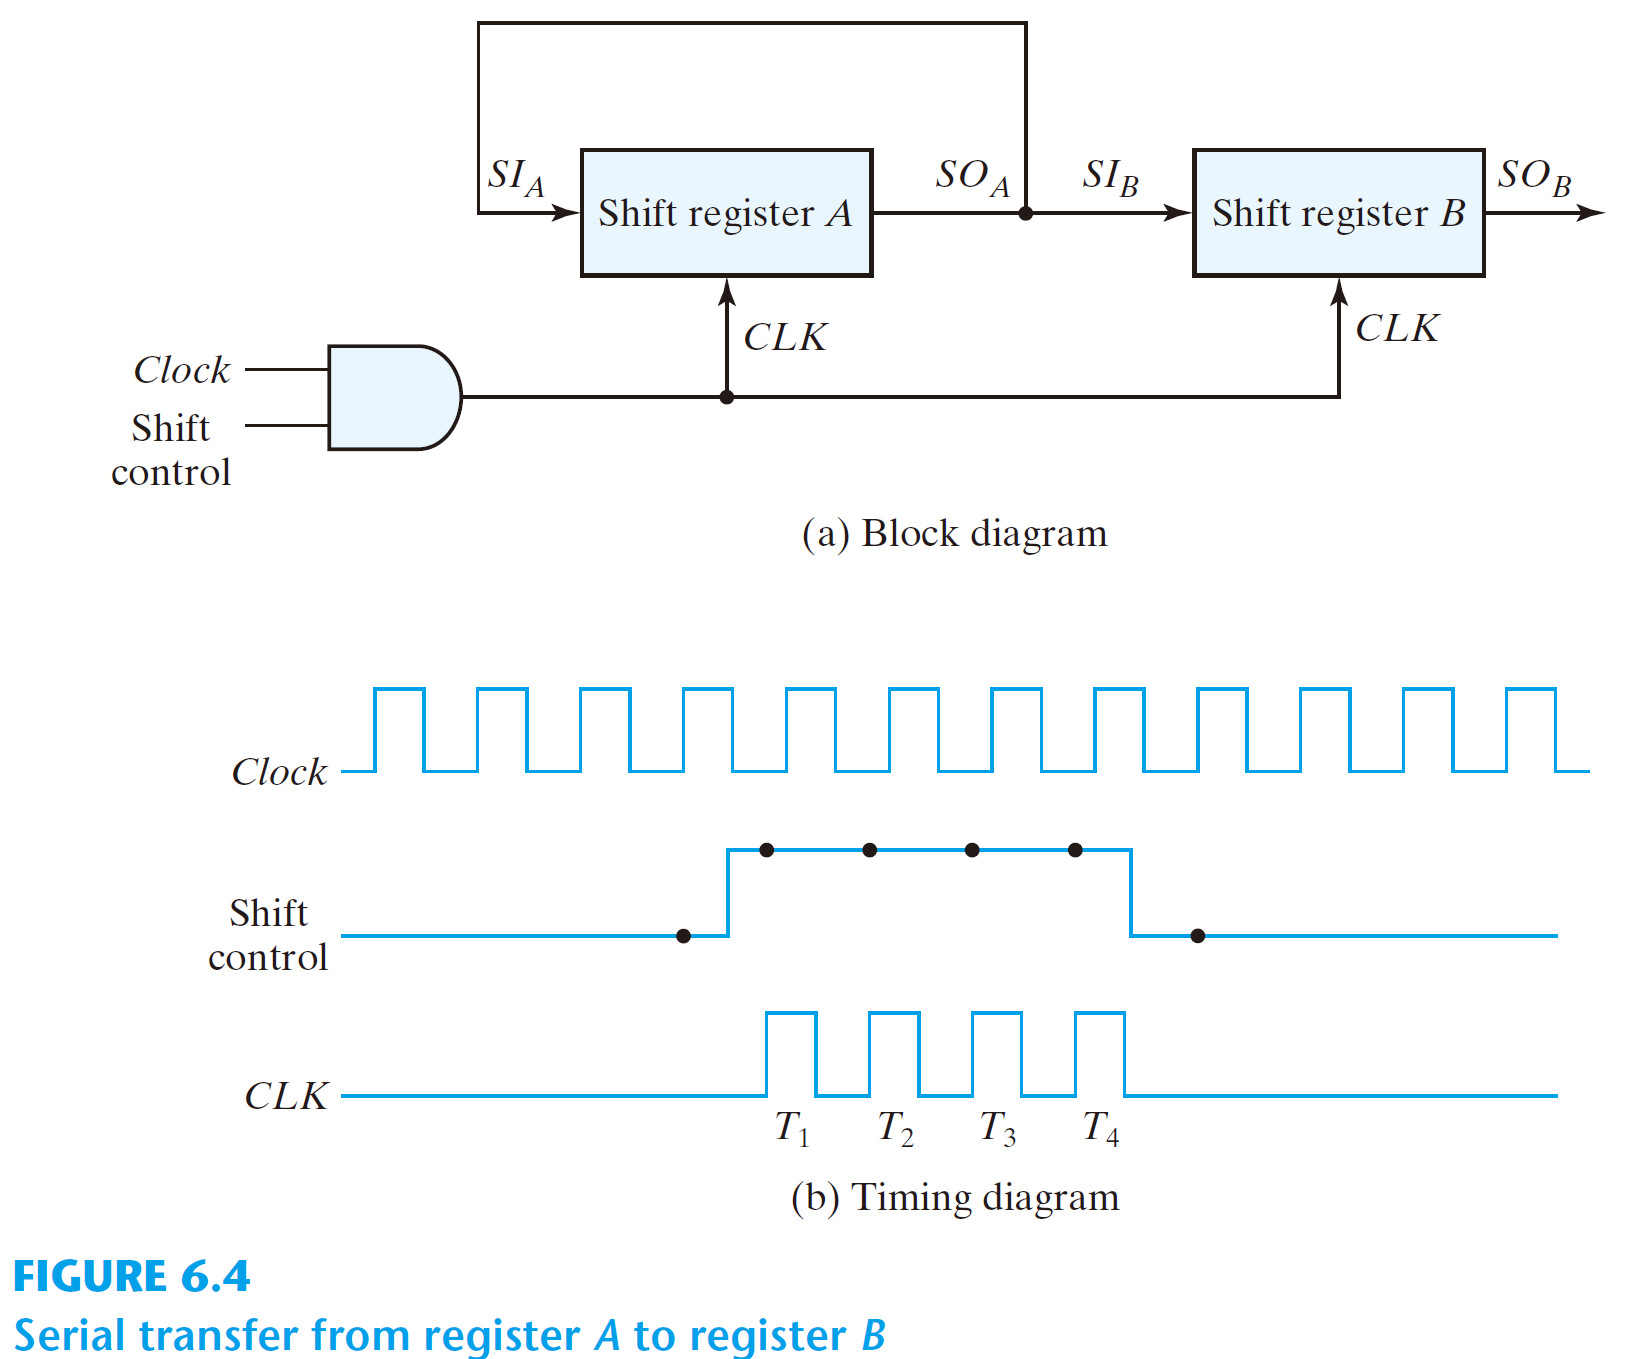 SI_A
Shift register A
SO_A
SI_B
Shift register B
SO_B
CLK
CLK
Clock
Shift
control
(a) Block diagram
Clock
Shift
control
CLK
T_1
T_2
T_3
T_4
(b) Timing diagram
FIGURE 6.4
Serial transfer from register A to register B